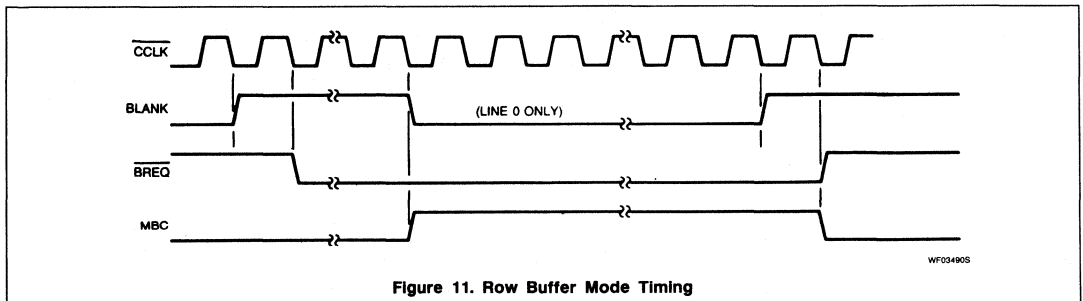 CCLK
BLANK
(LINE 0 ONLY)
BREQ
MBC
WF03490S
Figure 11. Row Buffer Mode Timing